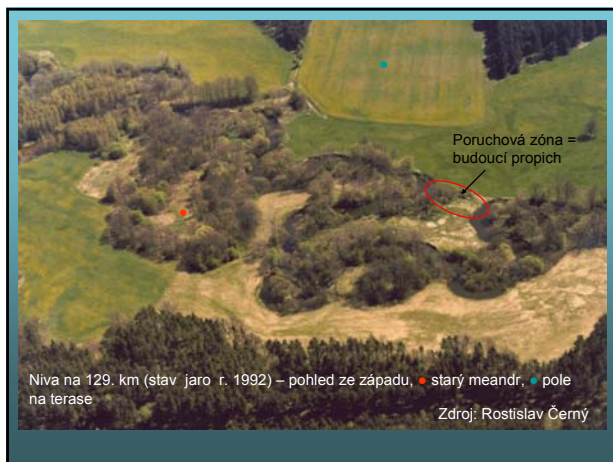 Poruchová zóna =
budoucí propich
Niva na 129. km (stav jaro r. 1992) – pohled ze západu, ● starý meandr, ● pole
na terase
Zdroj: Rostislav Černý